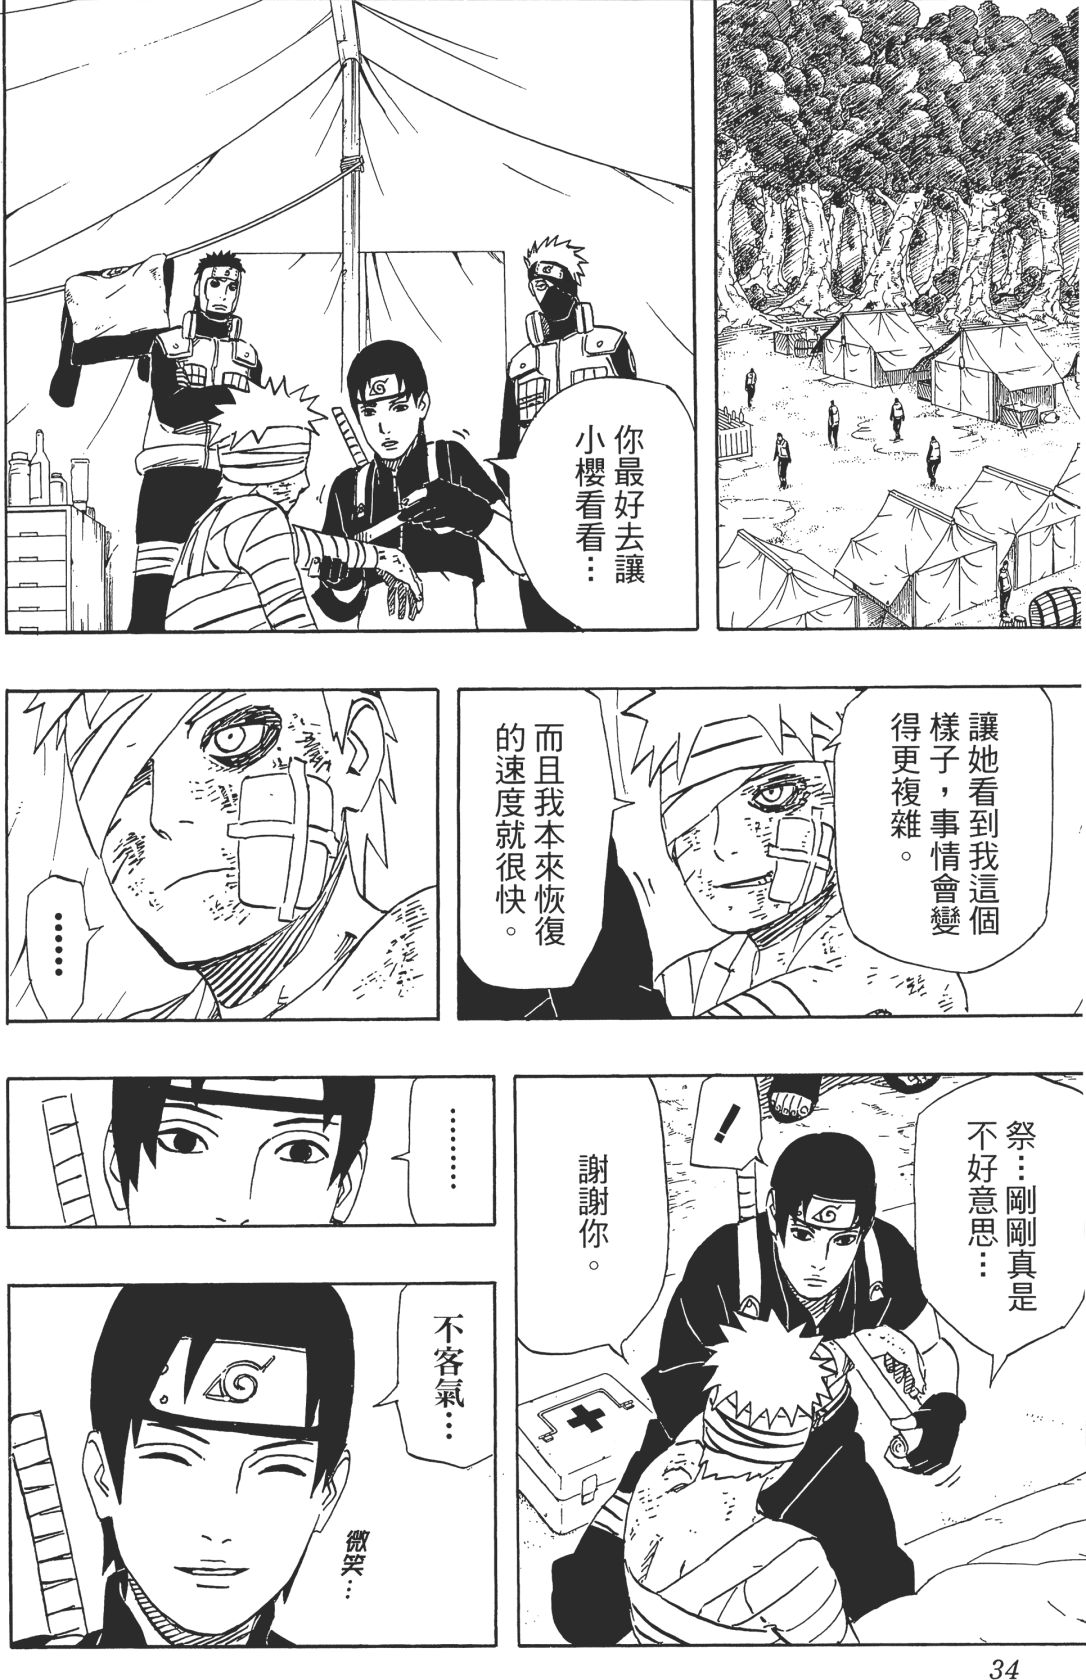 你最好去讓
小櫻看看…
讓她看到我這個
樣子，事情會變
得更複雜。
而且我本來恢復
的速度就很快。
……
祭…剛剛真是
不好意思…
！
謝謝你。
………
不客氣…
微笑…
34